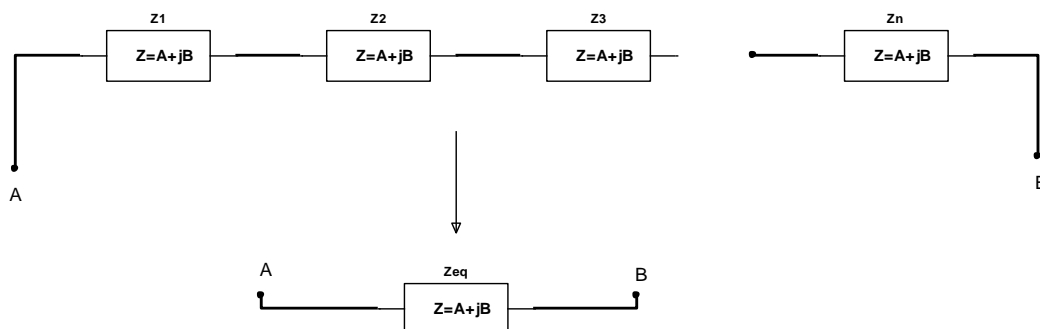 Z1 Z2 Z3 Zn
Z=A+jB Z=A+jB Z=A+jB Z=A+jB
A B
A Zeq B
Z=A+jB